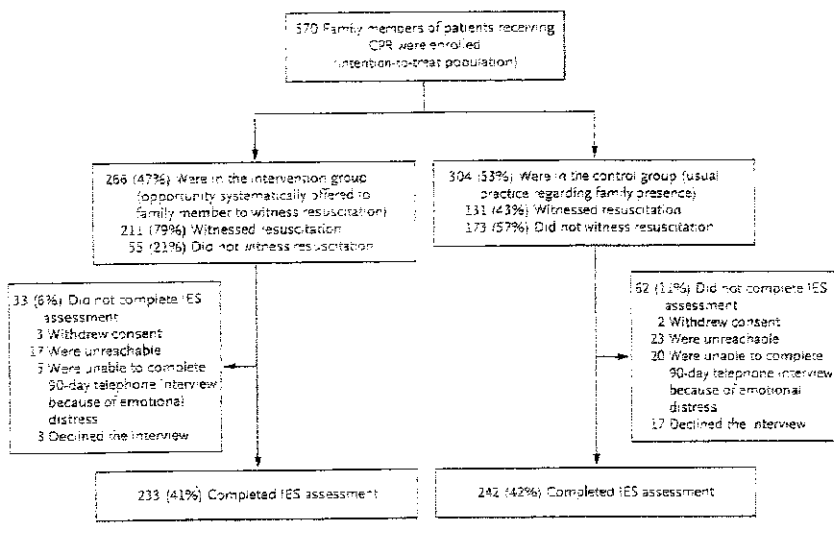 570 Family members of patients receiving
CPR were enrolled
(intention-to-treat population)
266 (47%) Were in the intervention group
(opportunity systematically offered to
family member to witness resuscitation)
211 (79%) Witnessed resuscitation
55 (21%) Did not witness resuscitation
304 (53%) Were in the control group (usual
practice regarding family presence)
131 (43%) Witnessed resuscitation
173 (57%) Did not witness resuscitation
33 (6%) Did not complete IES
assessment
3 Withdrew consent
17 Were unreachable
5 Were unable to complete
90-day telephone interview
because of emotional
distress
8 Declined the interview
62 (11%) Did not complete IES
assessment
2 Withdrew consent
23 Were unreachable
20 Were unable to complete
90-day telephone interview
because of emotional
distress
17 Declined the interview
233 (41%) Completed IES assessment
242 (42%) Completed IES assessment